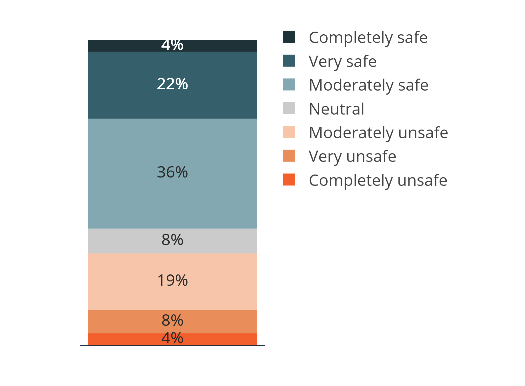 4%
22%
36%
8%
19%
8%
4%
Completely safe
Very safe
Moderately safe
Neutral
Moderately unsafe
Very unsafe
Completely unsafe